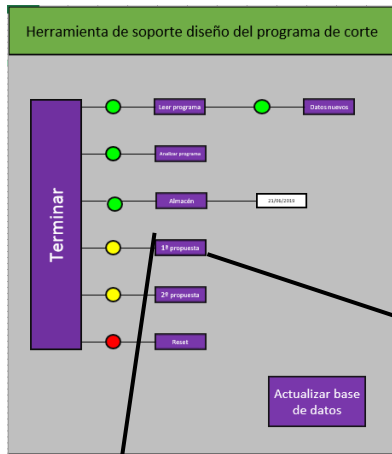 Herramienta de soporte diseño del programa de corte
Leer programa
Datos nuevos
Analizar programa
Almacén
21/06/2018
Terminar
1ª propuesta
2ª propuesta
Reset
Actualizar base
de datos